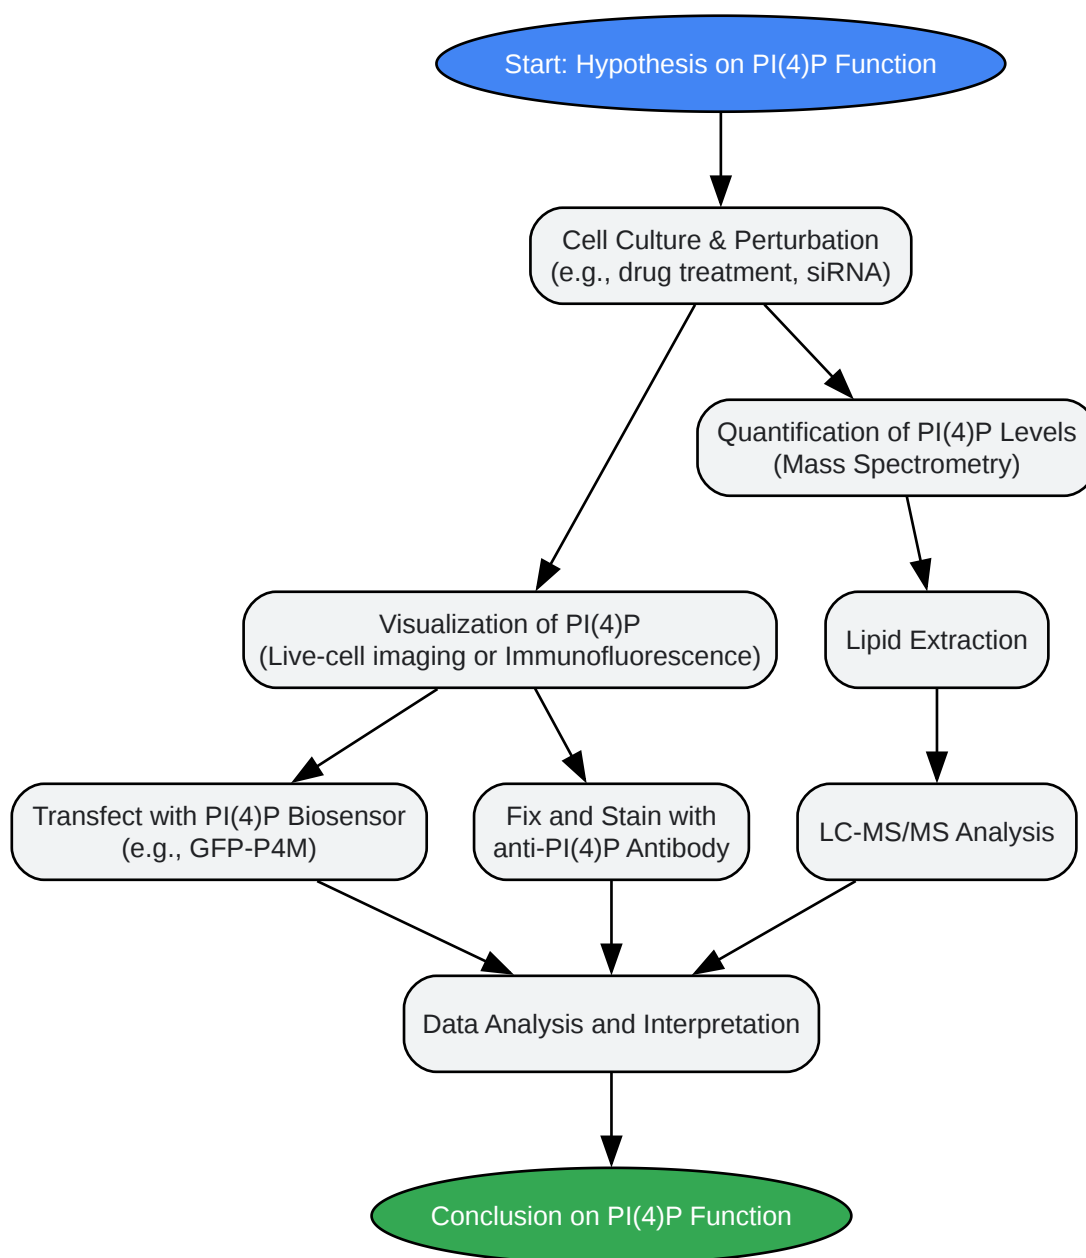 Start: Hypothesis on PI(4)P Function
Cell Culture & Perturbation
(e.g., drug treatment, siRNA)
Quantification of PI(4)P Levels
(Mass Spectrometry)
Visualization of PI(4)P
(Live-cell imaging or Immunofluorescence)
Lipid Extraction
Transfect with PI(4)P Biosensor
(e.g., GFP-P4M)
Fix and Stain with
anti-PI(4)P Antibody
LC-MS/MS Analysis
Data Analysis and Interpretation
Conclusion on PI(4)P Function